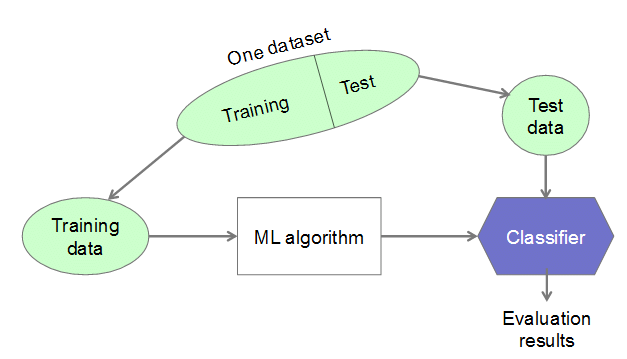 One dataset
Training
Test
Test
data
Training
data
ML algorithm
Classifier
Evaluation
results